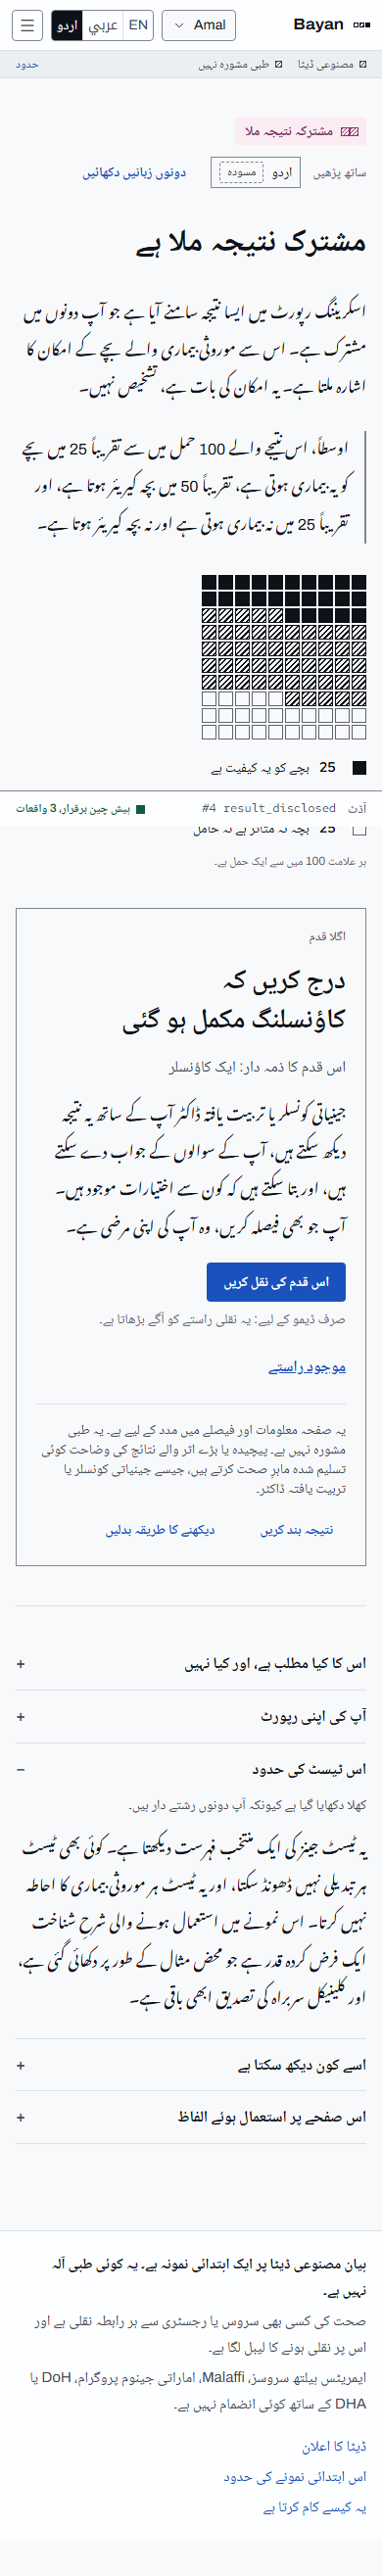 Bayan
Amal
EN
عربي
اردو
مصنوعی ڈیٹا
طبی مشورہ نہیں
حدود
مشترکہ نتیجہ ملا
ساتھ پڑھیں
اردو
مسودہ
دونوں زبانیں دکھائیں
مشترک نتیجہ ملا ہے
اسکریننگ رپورٹ میں ایسا نتیجہ سامنے آیا ہے جو آپ دونوں میں
مشترک ہے۔ اس سے موروثی بیماری والے بچے کے امکان کا
اشارہ ملتا ہے۔ یہ امکان کی بات ہے، تشخیص نہیں۔
اوسطاً، اس نتیجے والے 100 حمل میں سے تقریباً 25 میں بچے
کو یہ بیماری ہوتی ہے، تقریباً 50 میں بچہ کیریئر ہوتا ہے، اور
تقریباً 25 میں نہ بیماری ہوتی ہے اور نہ بچہ کیریئر ہوتا ہے۔
25 بچے کو یہ کیفیت ہے
آڈٹ
#4 result_disclosed
ہیش چین برقرار، 3 واقعات
25 بچہ نہ متاثر ہے نہ حامل
ہر علامت 100 میں سے ایک حمل ہے۔
اگلا قدم
درج کریں کہ
کاؤنسلنگ مکمل ہو گئی
اس قدم کا ذمہ دار: ایک کاؤنسلر
جینیاتی کونسلر یا تربیت یافتہ ڈاکٹر آپ کے ساتھ یہ نتیجہ
دیکھ سکتے ہیں، آپ کے سوالوں کے جواب دے سکتے
ہیں، اور بتا سکتے ہیں کہ کون سے اختیارات موجود ہیں۔
آپ جو بھی فیصلہ کریں، وہ آپ کی اپنی مرضی ہے۔
اس قدم کی نقل کریں
صرف ڈیمو کے لیے: یہ نقلی راستے کو آگے بڑھاتا ہے۔
موجود راستے
یہ صفحہ معلومات اور فیصلے میں مدد کے لیے ہے۔ یہ طبی
مشورہ نہیں ہے۔ پیچیدہ یا بڑے اثر والے نتائج کی وضاحت کوئی
تسلیم شدہ ماہرِ صحت کرتے ہیں، جیسے جینیاتی کونسلر یا
تربیت یافتہ ڈاکٹر۔
نتیجہ بند کریں
دیکھنے کا طریقہ بدلیں
اس کا کیا مطلب ہے، اور کیا نہیں
آپ کی اپنی رپورٹ
اس ٹیسٹ کی حدود
کھلا دکھایا گیا ہے کیونکہ آپ دونوں رشتے دار ہیں۔
یہ ٹیسٹ جینز کی ایک منتخب فہرست دیکھتا ہے۔ کوئی بھی ٹیسٹ
ہر تبدیلی نہیں ڈھونڈ سکتا، اور یہ ٹیسٹ ہر موروثی بیماری کا احاطہ
نہیں کرتا۔ اس نمونے میں استعمال ہونے والی شرحِ شناخت
ایک فرض کردہ قدر ہے جو محض مثال کے طور پر دکھائی گئی ہے،
اور کلینیکل سربراہ کی تصدیق ابھی باقی ہے۔
اسے کون دیکھ سکتا ہے
اس صفحے پر استعمال ہوئے الفاظ
بیان مصنوعی ڈیٹا پر ایک ابتدائی نمونہ ہے۔ یہ کوئی طبی آلہ
نہیں ہے۔
صحت کی کسی بھی سروس یا رجسٹری سے ہر رابطہ نقلی ہے اور
اس پر نقلی ہونے کا لیبل لگا ہے۔
ایمریٹس ہیلتھ سروسز، Malaffi، اماراتی جینوم پروگرام، DoH یا
DHA کے ساتھ کوئی انضمام نہیں ہے۔
ڈیٹا کا اعلان
اس ابتدائی نمونے کی حدود
یہ کیسے کام کرتا ہے